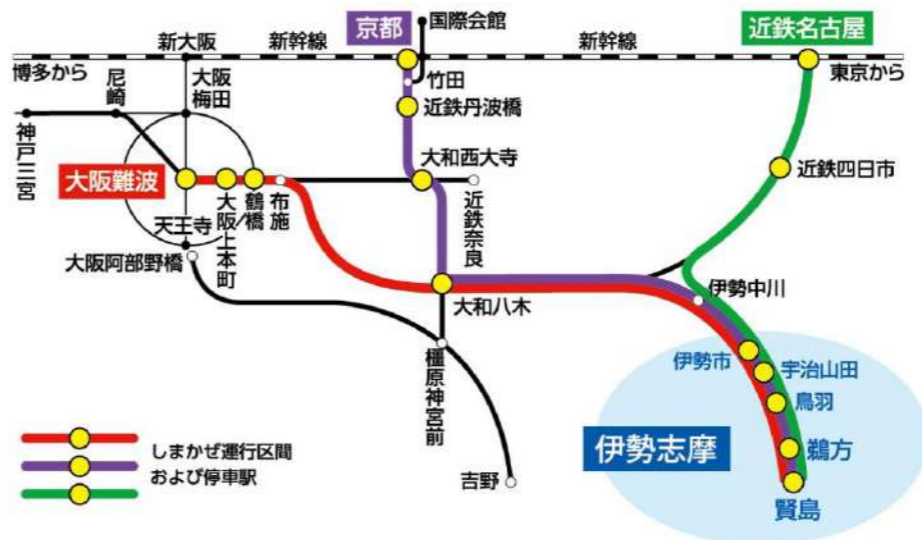 国際会館
京都
近鉄名古屋
新大阪
新幹線
新幹線
博多から
東京から
尼崎
大阪
梅田
竹田
近鉄丹波橋
神戸三宮
大和西大寺
近鉄四日市
大阪難波
天王寺
大阪上本町
鶴橋
布施
近鉄奈良
大阪阿部野橋
大和八木
伊勢中川
橿原神宮前
伊勢市
宇治山田
鳥羽
伊勢志摩
鵜方
賢島
しまかぜ運行区間
および停車駅
吉野